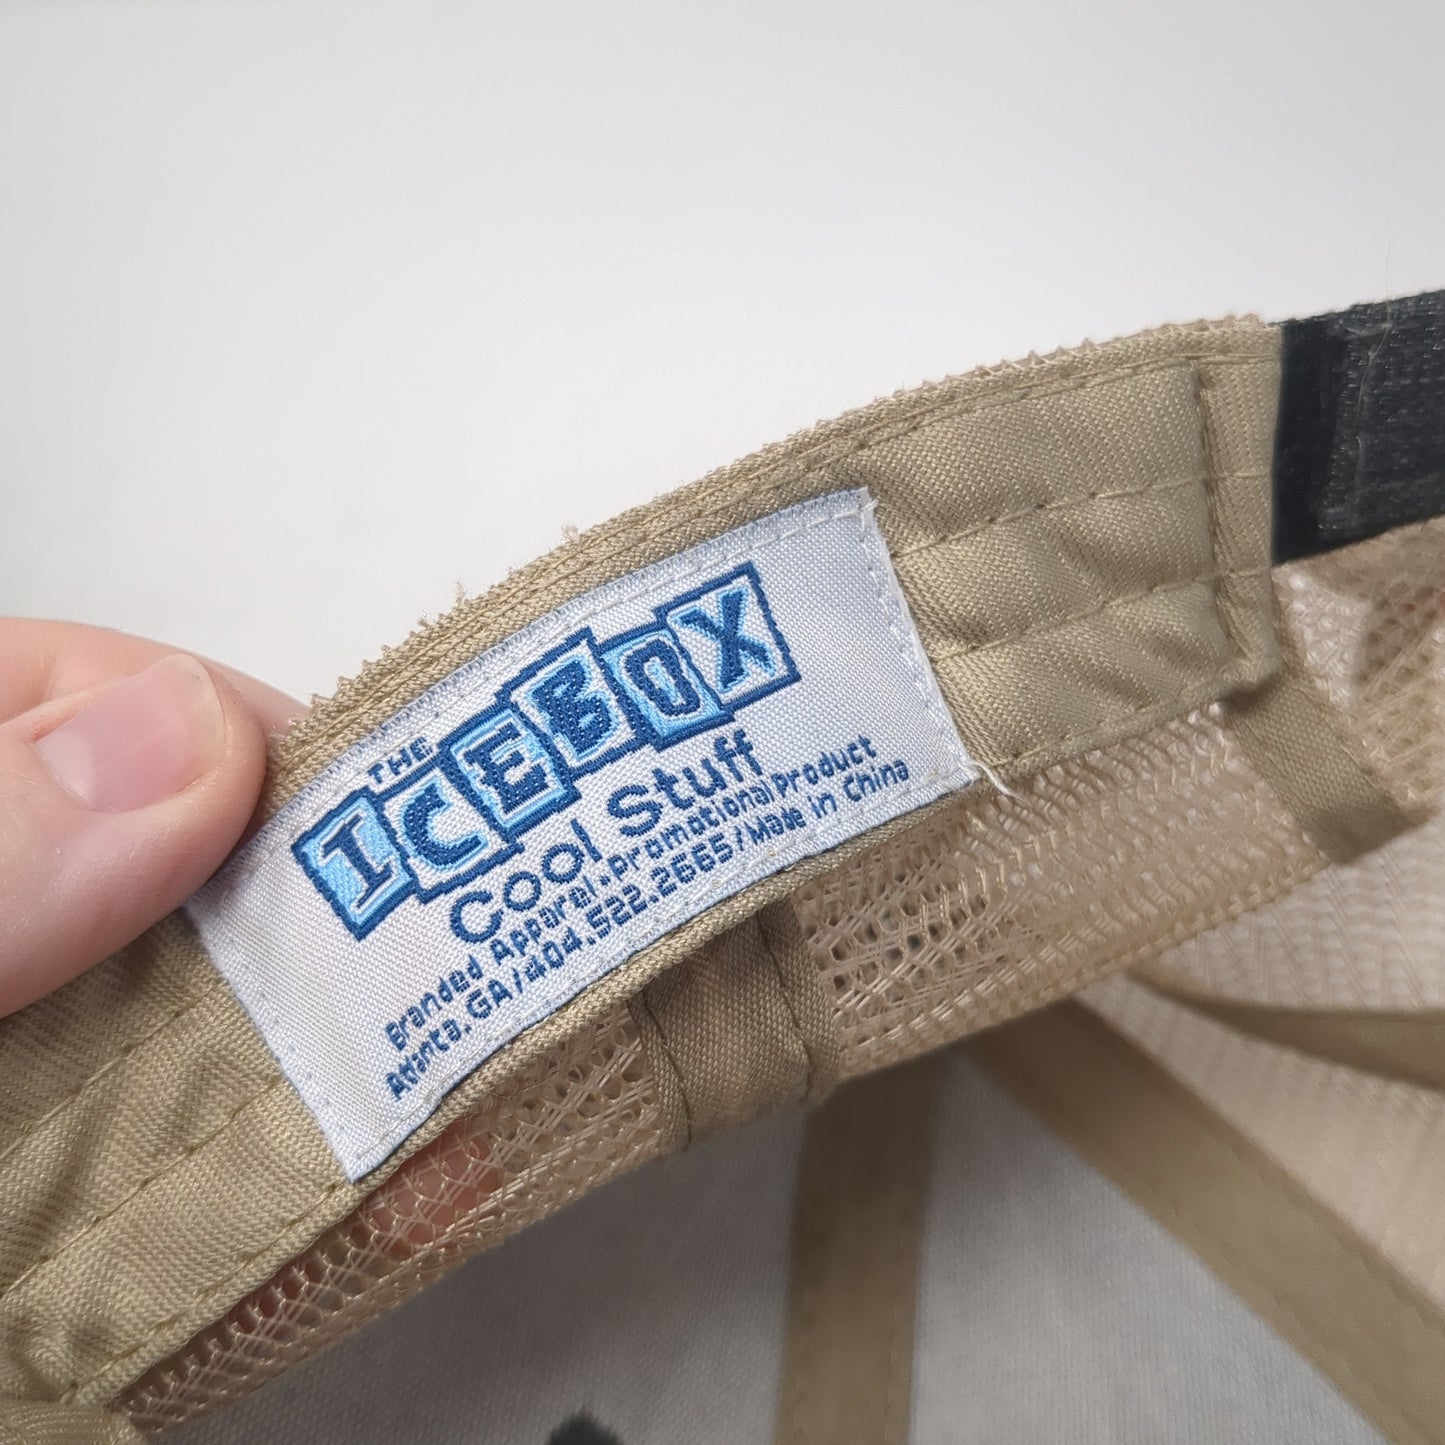 THE
ICEBOX
Cool Stuff
Branded Apparel.Promotional Product
Atlanta.GA/404.522.2665/Made in China